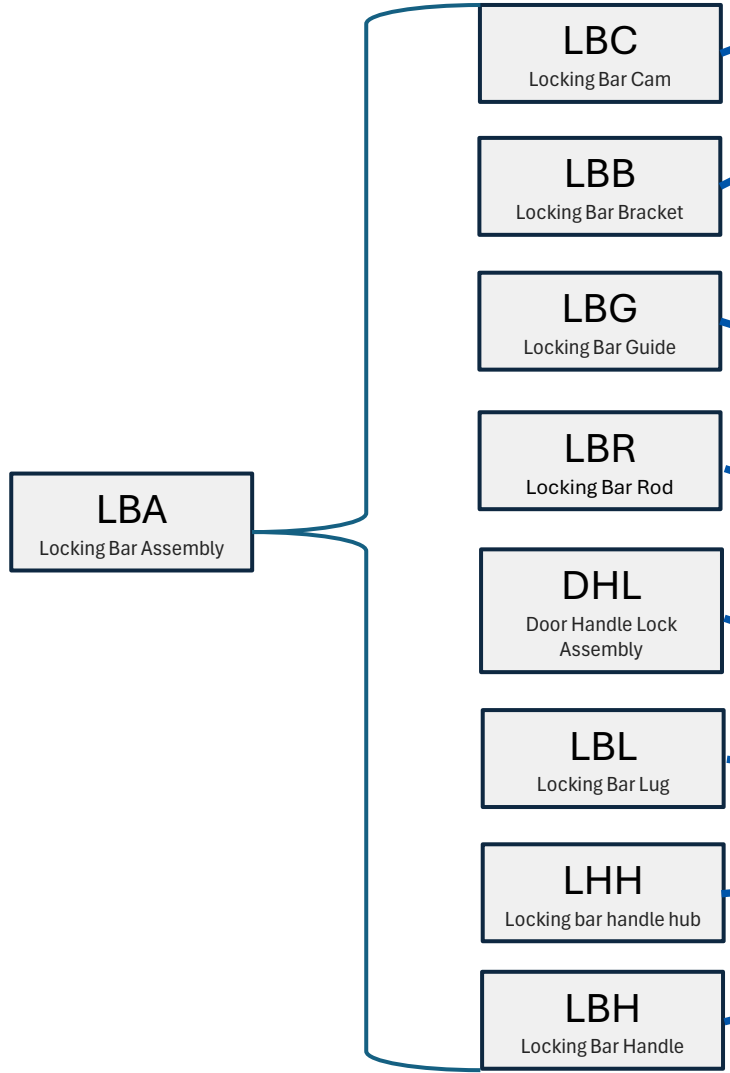 LBC
Locking Bar Cam
LBB
Locking Bar Bracket
LBG
Locking Bar Guide
LBR
Locking Bar Rod
LBA
Locking Bar Assembly
DHL
Door Handle Lock
Assembly
LBL
Locking Bar Lug
LHH
Locking bar handle hub
LBH
Locking Bar Handle